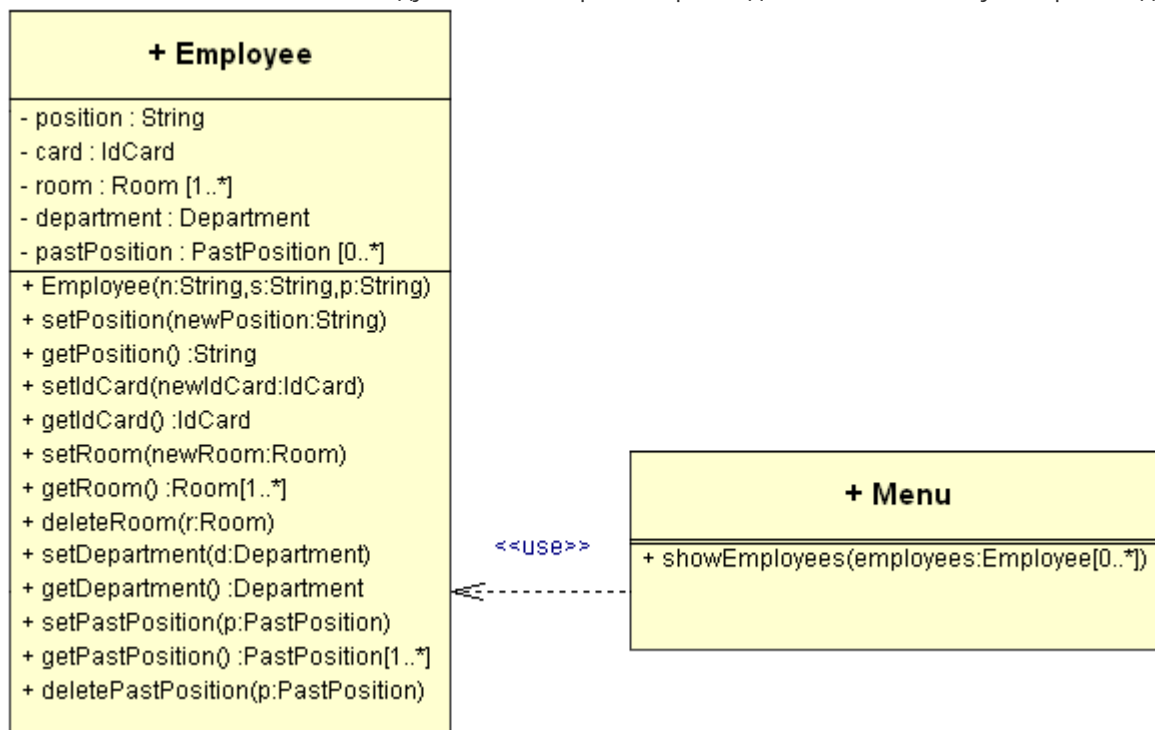 + Employee
- position : String
- card : IdCard
- room : Room [1..*]
- department : Department
- pastPosition : PastPosition [0..*]
+ Employee(n:String,s:String,p:String)
+ setPosition(newPosition:String)
+ getPosition() :String
+ setIdCard(newIdCard:IdCard)
+ getIdCard() :IdCard
+ setRoom(newRoom:Room)
+ getRoom() :Room[1..*]
+ deleteRoom(r:Room)
+ setDepartment(d:Department)
+ getDepartment() :Department
+ setPastPosition(p:PastPosition)
+ getPastPosition() :PastPosition[1..*]
+ deletePastPosition(p:PastPosition)
<<use>>
+ Menu
+ showEmployees(employees:Employee[0..*])